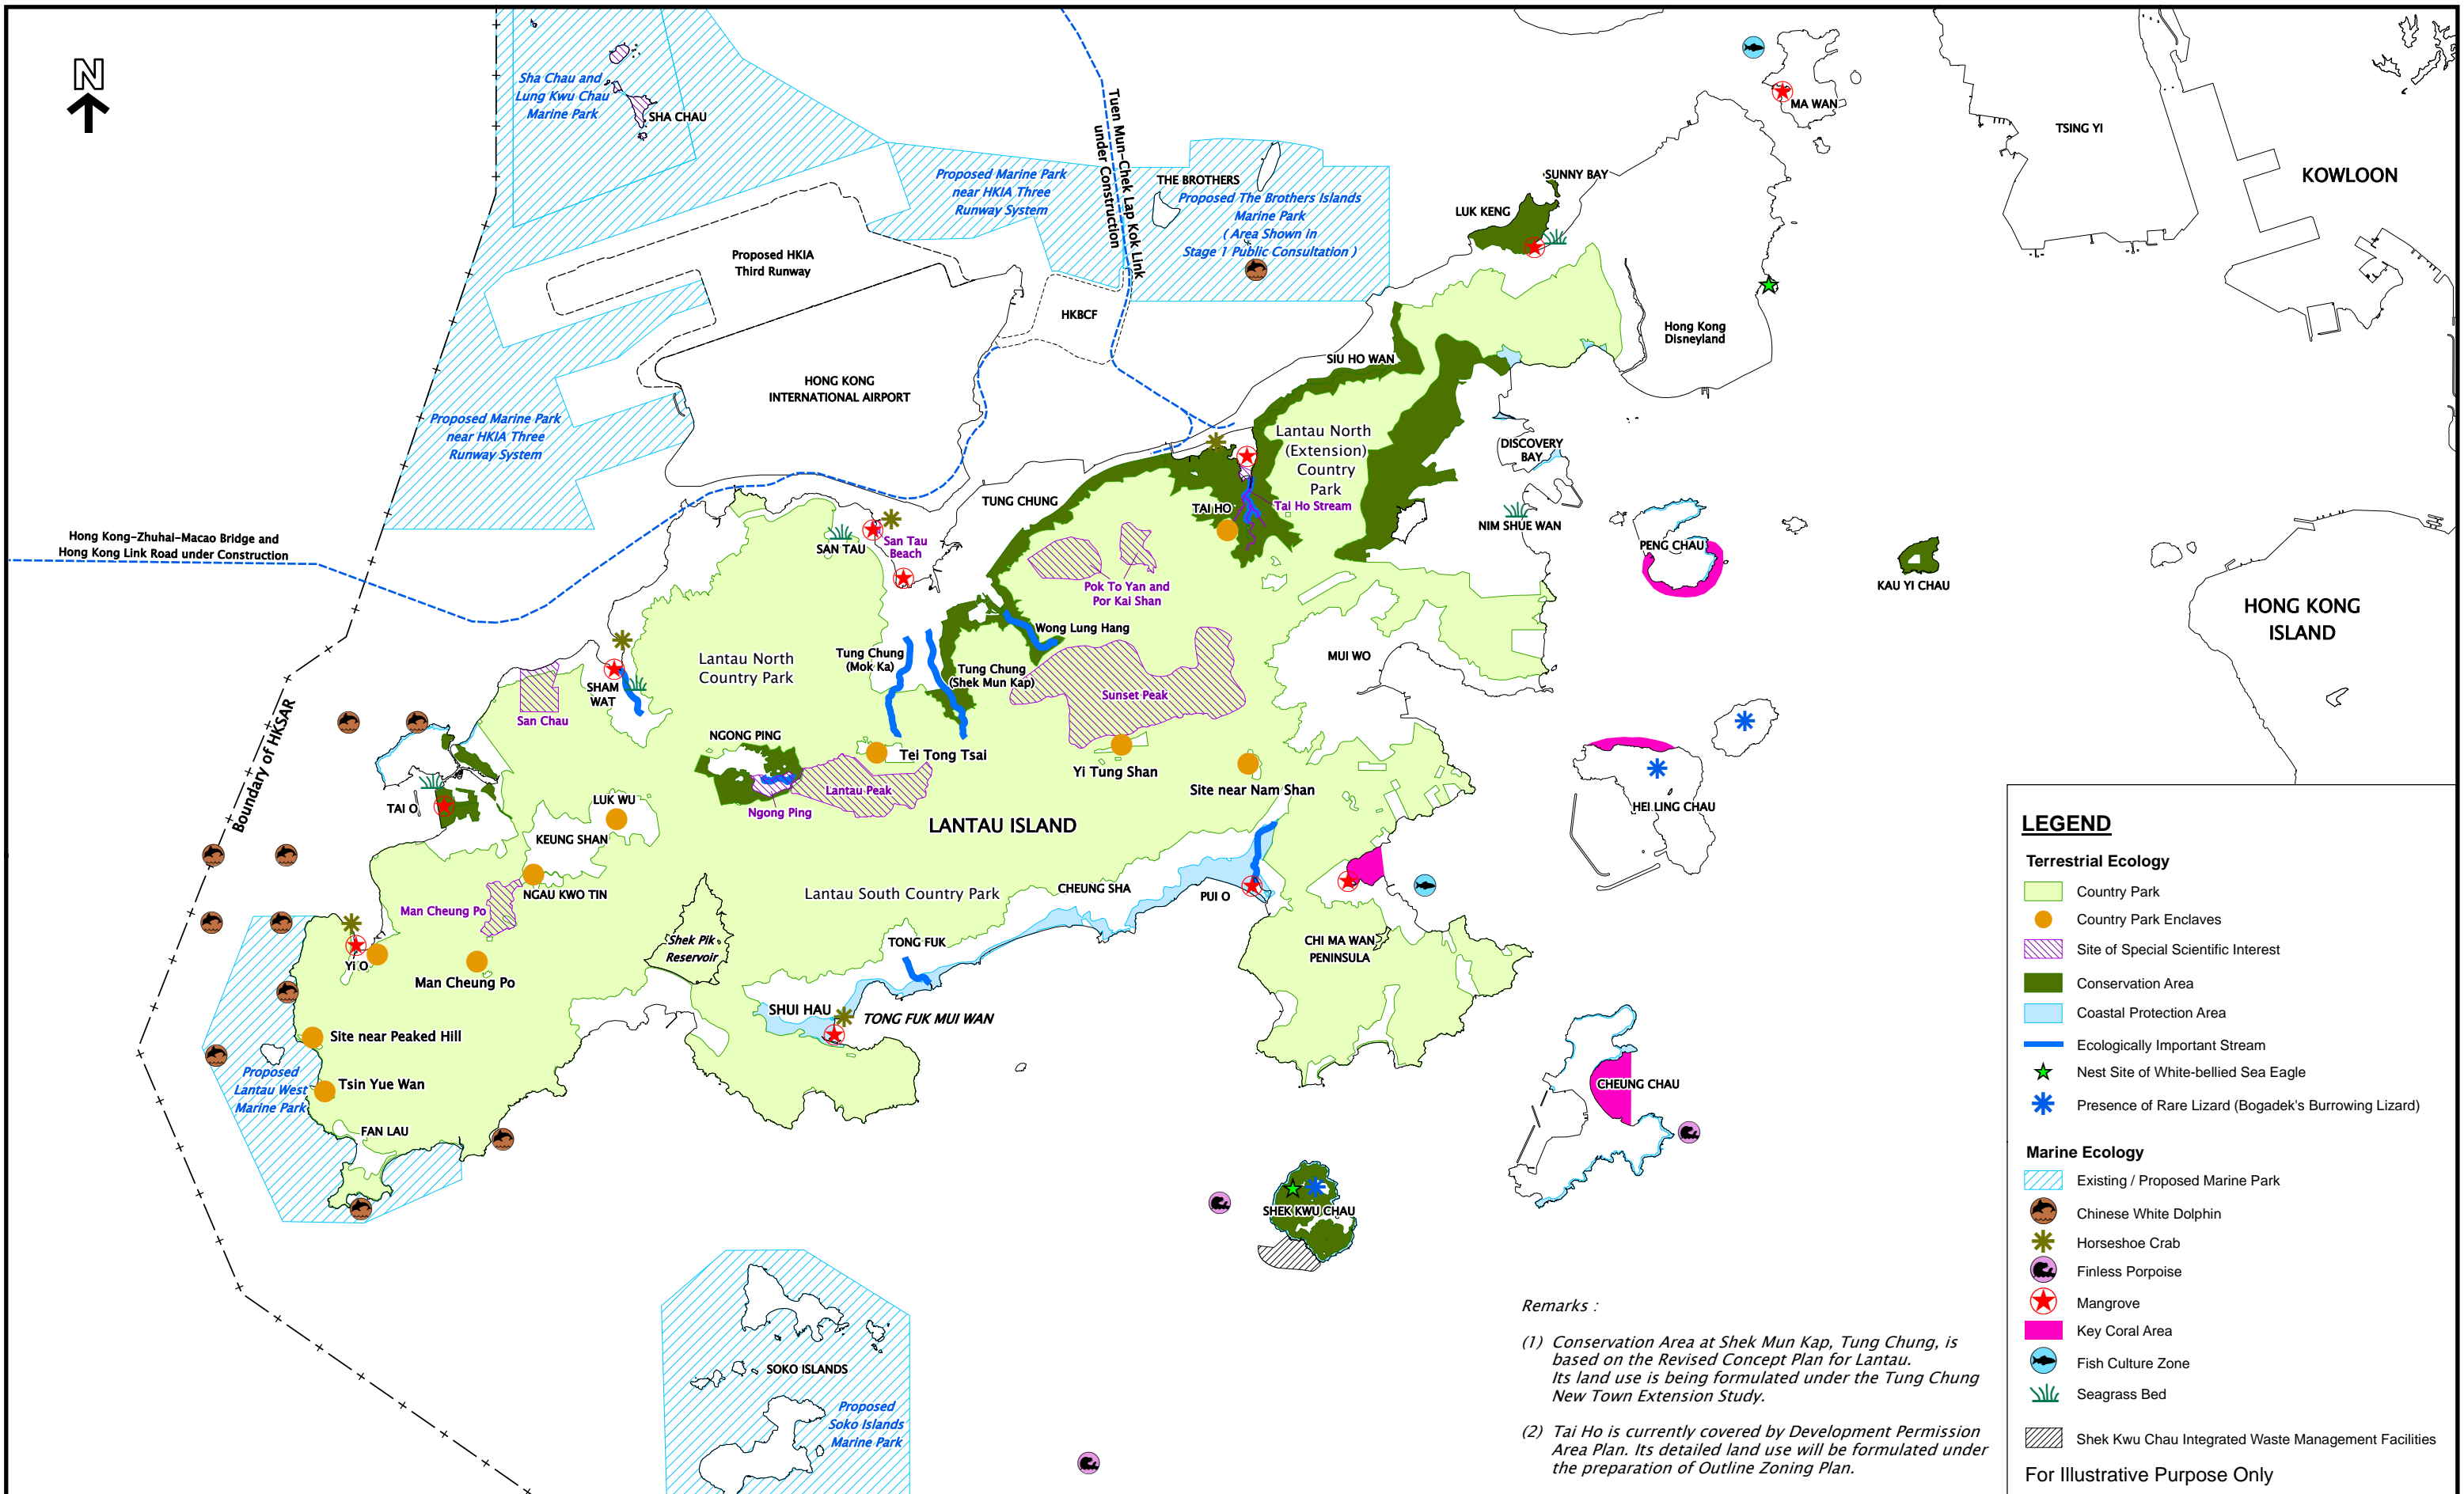 N
Sha Chau and
Lung Kwu Chau
Marine Park
SHA CHAU
Tuen Mun-Chek Lap Kok Link
under Construction
Proposed Marine Park
near HKIA Three
Runway System
THE BROTHERS
Proposed The Brothers Islands
Marine Park
( Area Shown In
Stage 1 Public Consultation )
MA WAN
TSING YI
KOWLOON
SUNNY BAY
LUK KENG
Proposed HKIA
Third Runway
HKBCF
Hong Kong
Disneyland
SIU HO WAN
HONG KONG
INTERNATIONAL AIRPORT
Proposed Marine Park
near HKIA Three
Runway System
Lantau North
(Extension)
Country
Park
DISCOVERY
BAY
TUNG CHUNG
TAI HO
Tai Ho Stream
NIM SHUE WAN
Hong Kong-Zhuhai-Macao Bridge and
Hong Kong Link Road under Construction
SAN TAU
San Tau
Beach
PENG CHAU
KAU YI CHAU
Pok To Yan and
Por Kai Shan
HONG KONG
ISLAND
Wong Lung Hang
Lantau North
Country Park
Tung Chung
(Mok Ka)
Tung Chung
(Shek Mun Kap)
MUI WO
SHAM
WAT
Sunset Peak
San Chau
Boundary of HKSAR
NGONG PING
Tei Tong Tsai
Yi Tung Shan
Site near Nam Shan
Lantau Peak
Ngong Ping
TAI O
LUK WU
KEUNG SHAN
LANTAU ISLAND
HEI LING CHAU
NGAU KWO TIN
Man Cheung Po
Lantau South Country Park
CHEUNG SHA
PUI O
Shek Pik
Reservoir
TONG FUK
CHI MA WAN
PENINSULA
YI O
Man Cheung Po
SHUI HAU
TONG FUK MUI WAN
Site near Peaked Hill
Proposed
Lantau West
Marine Park
Tsin Yue Wan
FAN LAU
CHEUNG CHAU
SHEK KWU CHAU
SOKO ISLANDS
Proposed
Soko Islands
Marine Park
Remarks :
(1) Conservation Area at Shek Mun Kap, Tung Chung, is
based on the Revised Concept Plan for Lantau.
Its land use is being formulated under the Tung Chung
New Town Extension Study.
(2) Tai Ho is currently covered by Development Permission
Area Plan. Its detailed land use will be formulated under
the preparation of Outline Zoning Plan.
LEGEND
Terrestrial Ecology
Country Park
Country Park Enclaves
Site of Special Scientific Interest
Conservation Area
Coastal Protection Area
Ecologically Important Stream
Nest Site of White-bellied Sea Eagle
Presence of Rare Lizard (Bogadek's Burrowing Lizard)
Marine Ecology
Existing / Proposed Marine Park
Chinese White Dolphin
Horseshoe Crab
Finless Porpoise
Mangrove
Key Coral Area
Fish Culture Zone
Seagrass Bed
Shek Kwu Chau Integrated Waste Management Facilities
For Illustrative Purpose Only